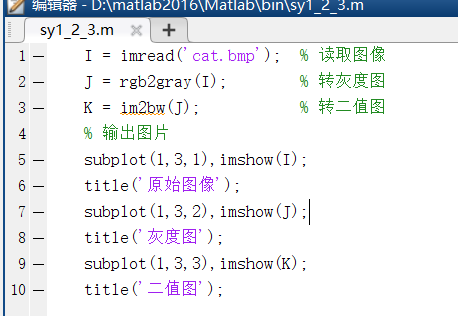 编辑器 - D:\matlab2016\Matlab\bin\sy1_2_3.m
sy1_2_3.m
1 — I = imread('cat.bmp'); % 读取图像
2 — J = rgb2gray(I); % 转灰度图
3 — K = im2bw(J); % 转二值图
4 % 输出图片
5 — subplot(1,3,1),imshow(I);
6 — title('原始图像');
7 — subplot(1,3,2),imshow(J);
8 — title('灰度图');
9 — subplot(1,3,3),imshow(K);
10 — title('二值图');